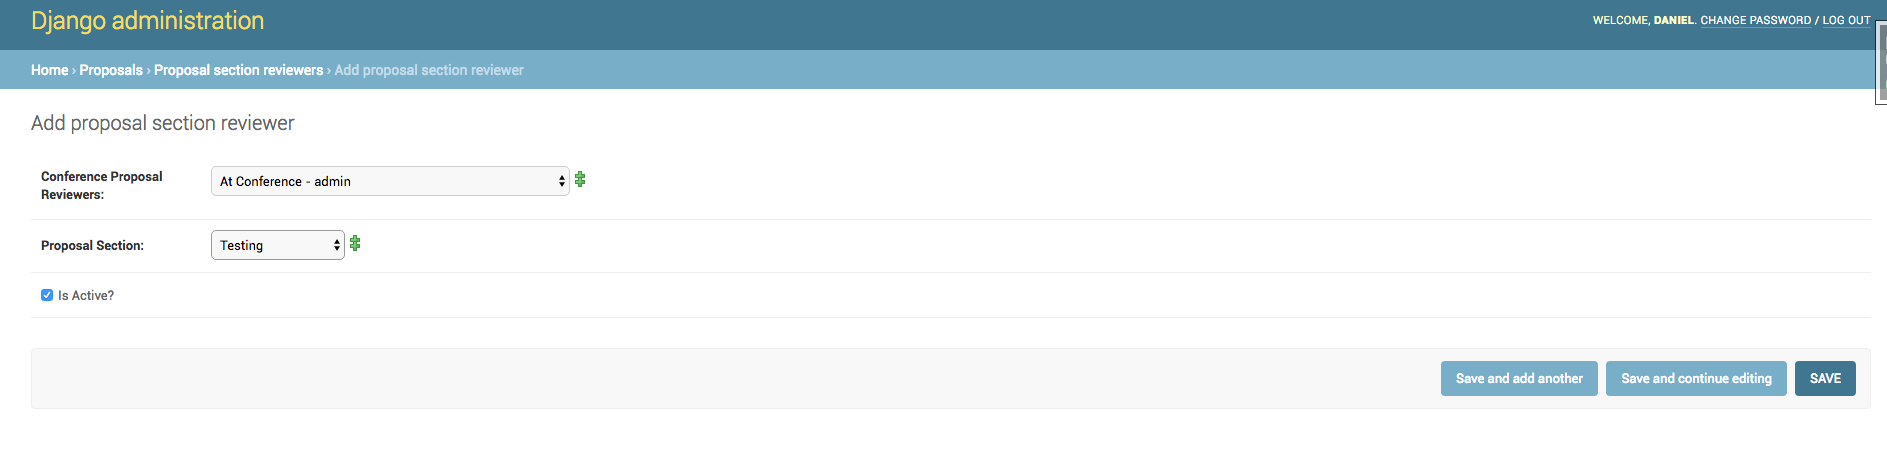 Django administration
WELCOME, DANIEL. CHANGE PASSWORD / LOG OUT
Home › Proposals › Proposal section reviewers › Add proposal section reviewer
Add proposal section reviewer
Conference Proposal
Reviewers:
At Conference - admin
Proposal Section:
Testing
Is Active?
Save and add another
Save and continue editing
SAVE